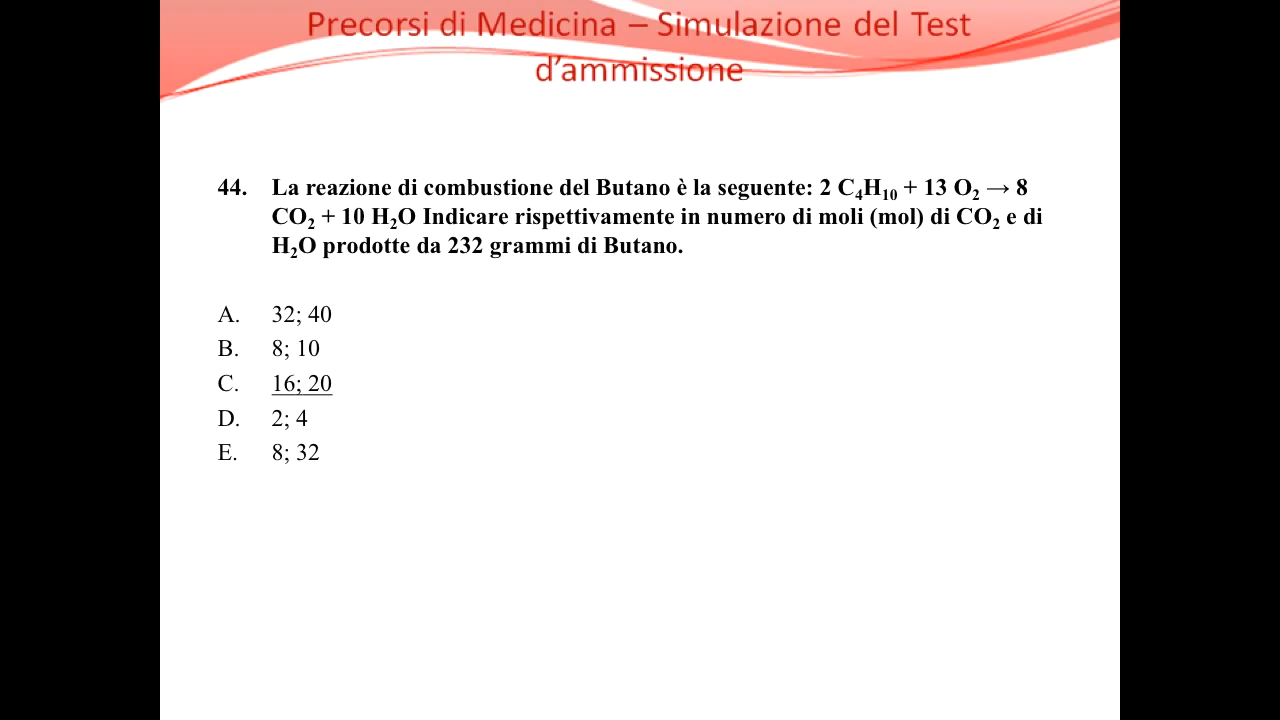 Precorsi di Medicina – Simulazione del Test
d’ammissione
44. La reazione di combustione del Butano è la seguente: 2 C₄H₁₀ + 13 O₂ → 8
CO₂ + 10 H₂O Indicare rispettivamente in numero di moli (mol) di CO₂ e di
H₂O prodotte da 232 grammi di Butano.
A. 32; 40
B. 8; 10
C. 16; 20
D. 2; 4
E. 8; 32